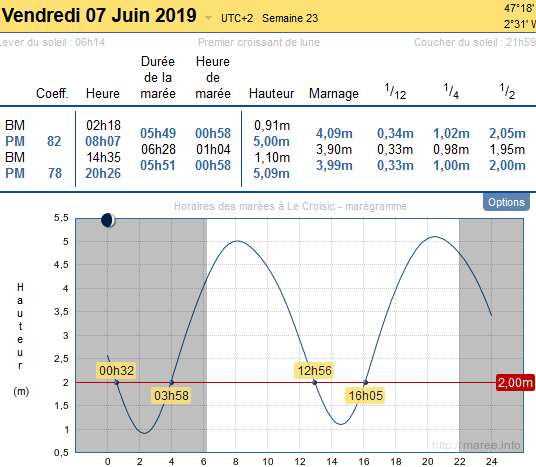 Vendredi 07 Juin 2019 UTC+2 Semaine 23 47°18'
2°31' W
Lever du soleil : 06h14 Premier croissant de lune Coucher du soleil : 21h59
Durée Heure
de la de
Coeff. Heure marée marée Hauteur Marnage 1/12 1/4 1/2
BM 02h18 0,91m
PM 82 08h07 05h49 00h58 5,00m 4,09m 0,34m 1,02m 2,05m
BM 14h35 06h28 01h04 1,10m 3,90m 0,33m 0,98m 1,95m
PM 78 20h26 05h51 00h58 5,09m 3,99m 0,33m 1,00m 2,00m
Options
Horaires des marées à Le Croisic - marégramme
5,5
5
4,5
4
3,5
3
2,5
2
1,5
1
0,5
Hauteur
(m)
00h32
03h58
12h56
16h05
2,00m
http://maree.info
0 2 4 6 8 10 12 14 16 18 20 22 24